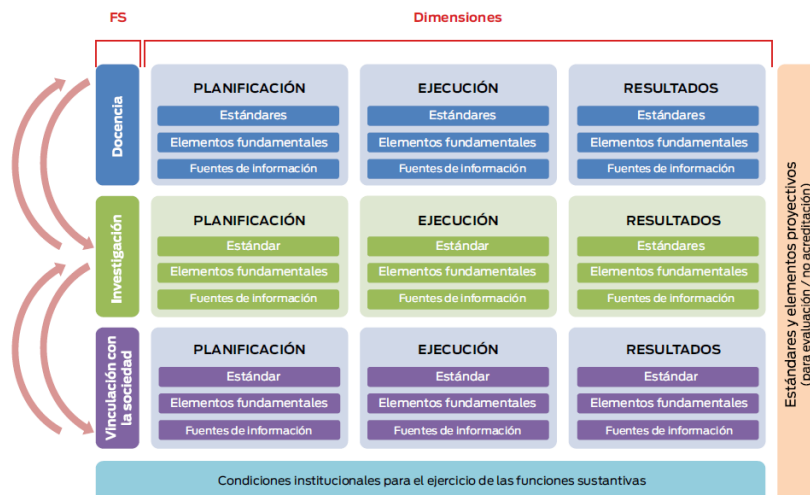 FS
Dimensiones
Docencia
PLANIFICACIÓN
Estándares
Elementos fundamentales
Fuentes de información
EJECUCIÓN
Estándares
Elementos fundamentales
Fuentes de información
RESULTADOS
Estándares
Elementos fundamentales
Fuentes de información
Investigación
PLANIFICACIÓN
Estándar
Elementos fundamentales
Fuentes de información
EJECUCIÓN
Estándar
Elementos fundamentales
Fuentes de información
RESULTADOS
Estándares
Elementos fundamentales
Fuentes de información
Vinculación con
la sociedad
PLANIFICACIÓN
Estándar
Elementos fundamentales
Fuentes de información
EJECUCIÓN
Estándar
Elementos fundamentales
Fuentes de información
RESULTADOS
Estándar
Elementos fundamentales
Fuentes de información
Condiciones institucionales para el ejercicio de las funciones sustantivas
Estándares y elementos proyectivos
(para evaluación / no acreditación)